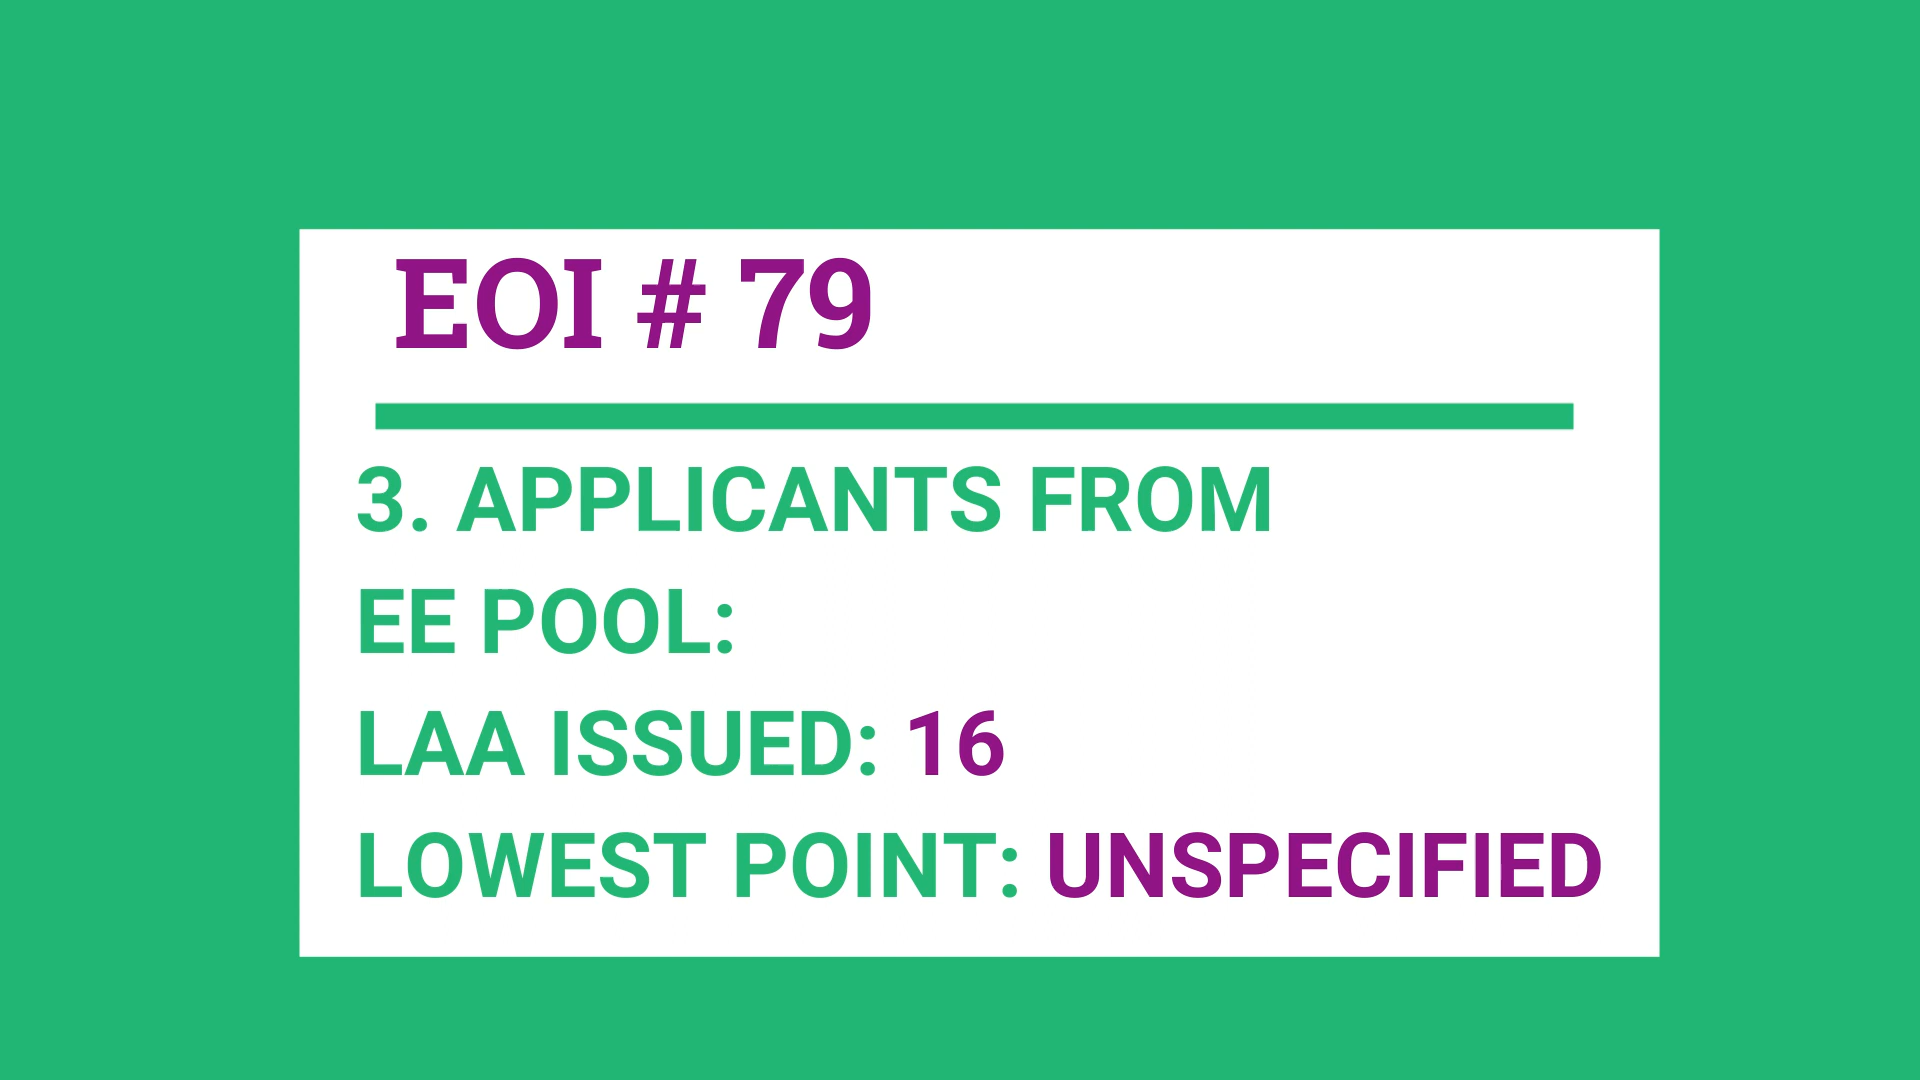 EOI # 79
3. APPLICANTS FROM
EE POOL:
LAA ISSUED: 16
LOWEST POINT: UNSPECIFIED